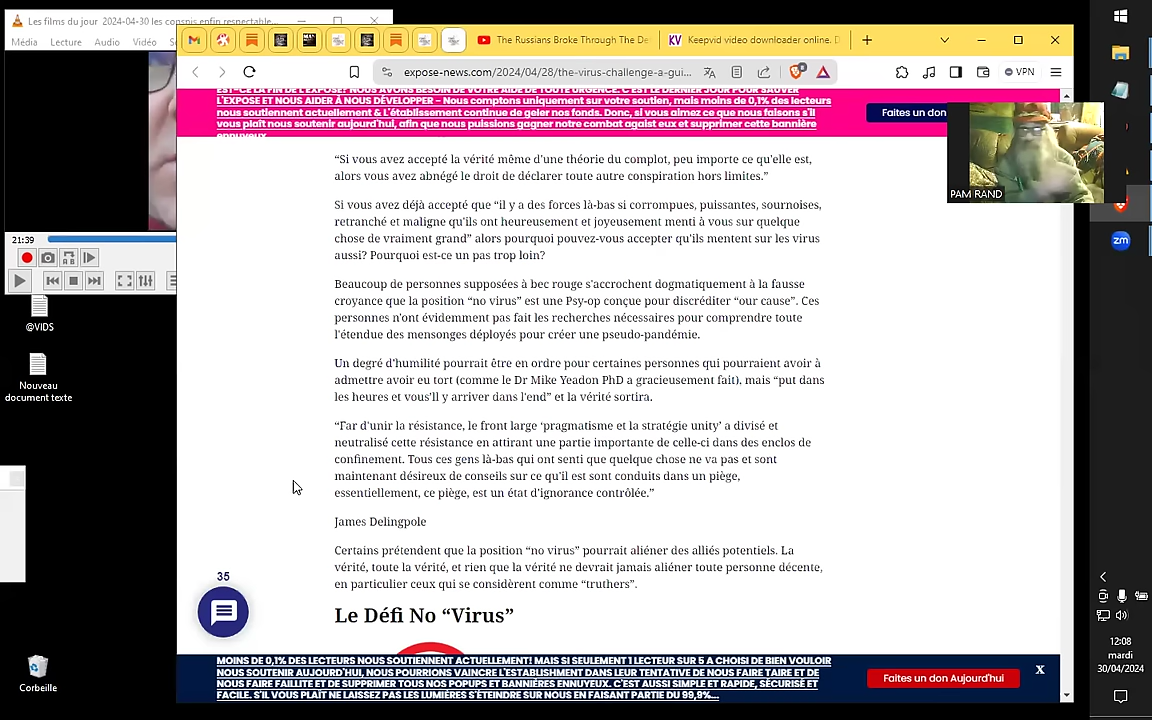 Les films du jour  2024-04-30 les conspis enfin respectable...
Média Lecture Audio Vidéo
The Russians Broke Through The De
Keepvid video downloader online. D
expose-news.com/2024/04/28/the-virus-challenge-a-gui...
VPN
EST-CE LA FIN DE L'EXPOSÉ? NOUS AVONS BESOIN DE VOTRE AIDE DE TOUTE URGENCE. C'EST LE DERNIER JOUR POUR SAUVER
L'EXPOSE ET NOUS AIDER À NOUS DÉVELOPPER - Nous comptons uniquement sur votre soutien, mais moins de 0,1% des lecteurs
nous soutiennent actuellement & L'établissement continue de geler nos fonds. Donc, si vous aimez ce que nous faisons s'il
vous plaît nous soutenir aujourd'hui, afin que nous puissions gagner notre combat agaist eux et supprimer cette bannière
ennuyeux.
Faites un don
PAM RAND
“Si vous avez accepté la vérité même d'une théorie du complot, peu importe ce qu'elle est,
alors vous avez abnégé le droit de déclarer toute autre conspiration hors limites.”
Si vous avez déjà accepté que “il y a des forces là-bas si corrompues, puissantes, sournoises,
retranché et maligne qu'ils ont heureusement et joyeusement menti à vous sur quelque
chose de vraiment grand” alors pourquoi pouvez-vous accepter qu'ils mentent sur les virus
aussi? Pourquoi est-ce un pas trop loin?
Beaucoup de personnes supposées à bec rouge s'accrochent dogmatiquement à la fausse
croyance que la position “no virus” est une Psy-op conçue pour discréditer “our cause”. Ces
personnes n'ont évidemment pas fait les recherches nécessaires pour comprendre toute
l'étendue des mensonges déployés pour créer une pseudo-pandémie.
Un degré d'humilité pourrait être en ordre pour certaines personnes qui pourraient avoir à
admettre avoir eu tort (comme le Dr Mike Yeadon PhD a gracieusement fait), mais “put dans
les heures et vous'll y arriver dans l'end” et la vérité sortira.
“Far d'unir la résistance, le front large ‘pragmatisme et la stratégie unity’ a divisé et
neutralisé cette résistance en attirant une partie importante de celle-ci dans des enclos de
confinement. Tous ces gens là-bas qui ont senti que quelque chose ne va pas et sont
maintenant désireux de conseils sur ce qu'il est sont conduits dans un piège,
essentiellement, ce piège, est un état d'ignorance contrôlée.”
James Delingpole
Certains prétendent que la position “no virus” pourrait aliéner des alliés potentiels. La
vérité, toute la vérité, et rien que la vérité ne devrait jamais aliéner toute personne décente,
en particulier ceux qui se considèrent comme “truthers”.
Le Défi No “Virus”
35
MOINS DE 0,1% DES LECTEURS NOUS SOUTIENNENT ACTUELLEMENT! MAIS SI SEULEMENT 1 LECTEUR SUR 5 A CHOISI DE BIEN VOULOIR
NOUS SOUTENIR AUJOURD'HUI, NOUS POURRIONS VAINCRE L'ESTABLISHMENT DANS LEUR TENTATIVE DE NOUS FAIRE TAIRE ET DE
NOUS FAIRE FAILLITE ET DE SUPPRIMER TOUS NOS POPUPS ET BANNIÈRES ENNUYEUX. C'EST AUSSI SIMPLE ET RAPIDE, SÉCURISÉ ET
FACILE. S'IL VOUS PLAÎT NE LAISSEZ PAS LES LUMIÈRES S'ÉTEINDRE SUR NOUS EN FAISANT PARTIE DU 99,9%...
Faites un don Aujourd'hui
X
21:39
@VIDS
Nouveau
document texte
Corbeille
zm
12:08
mardi
30/04/2024